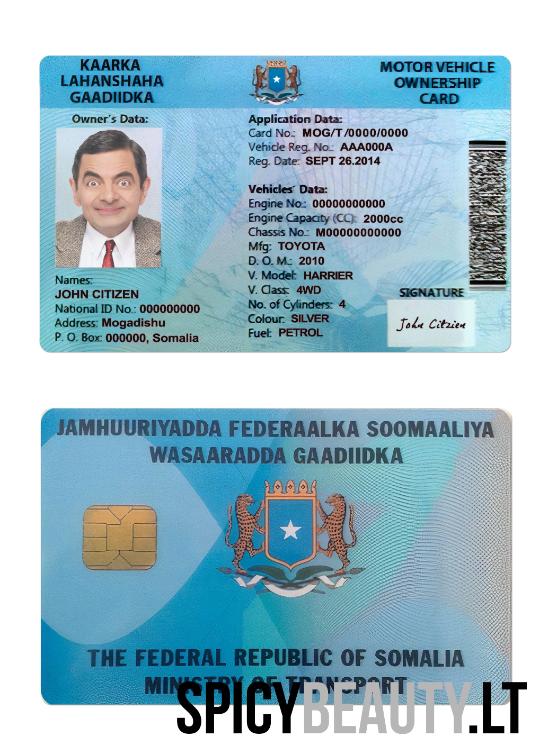 KAARKA
LAHANSHAHA
GAADIIDKA
MOTOR VEHICLE
OWNERSHIP
CARD
Owner's Data:
Names:
JOHN CITIZEN
National ID No.: 000000000
Address: Mogadishu
P. O. Box: 000000, Somalia
Application Data:
Card No.: MOG/T/0000/0000
Vehicle Reg. No.: AAA000A
Reg. Date: SEPT 26.2014
Vehicles' Data:
Engine No.: 00000000000
Engine Capacity (CC): 2000cc
Chassis No.: M00000000000
Mfg: TOYOTA
D. O. M.: 2010
V. Model: HARRIER
V. Class: 4WD
No. of Cylinders: 4
Colour: SILVER
Fuel: PETROL
SIGNATURE
John Citzien
JAMHUURIYADDA FEDERAALKA SOOMAALIYA
WASAARADDA GAADIIDKA
THE FEDERAL REPUBLIC OF SOMALIA
MINISTRY OF TRANSPORT
SPICYBEAUTY.LT